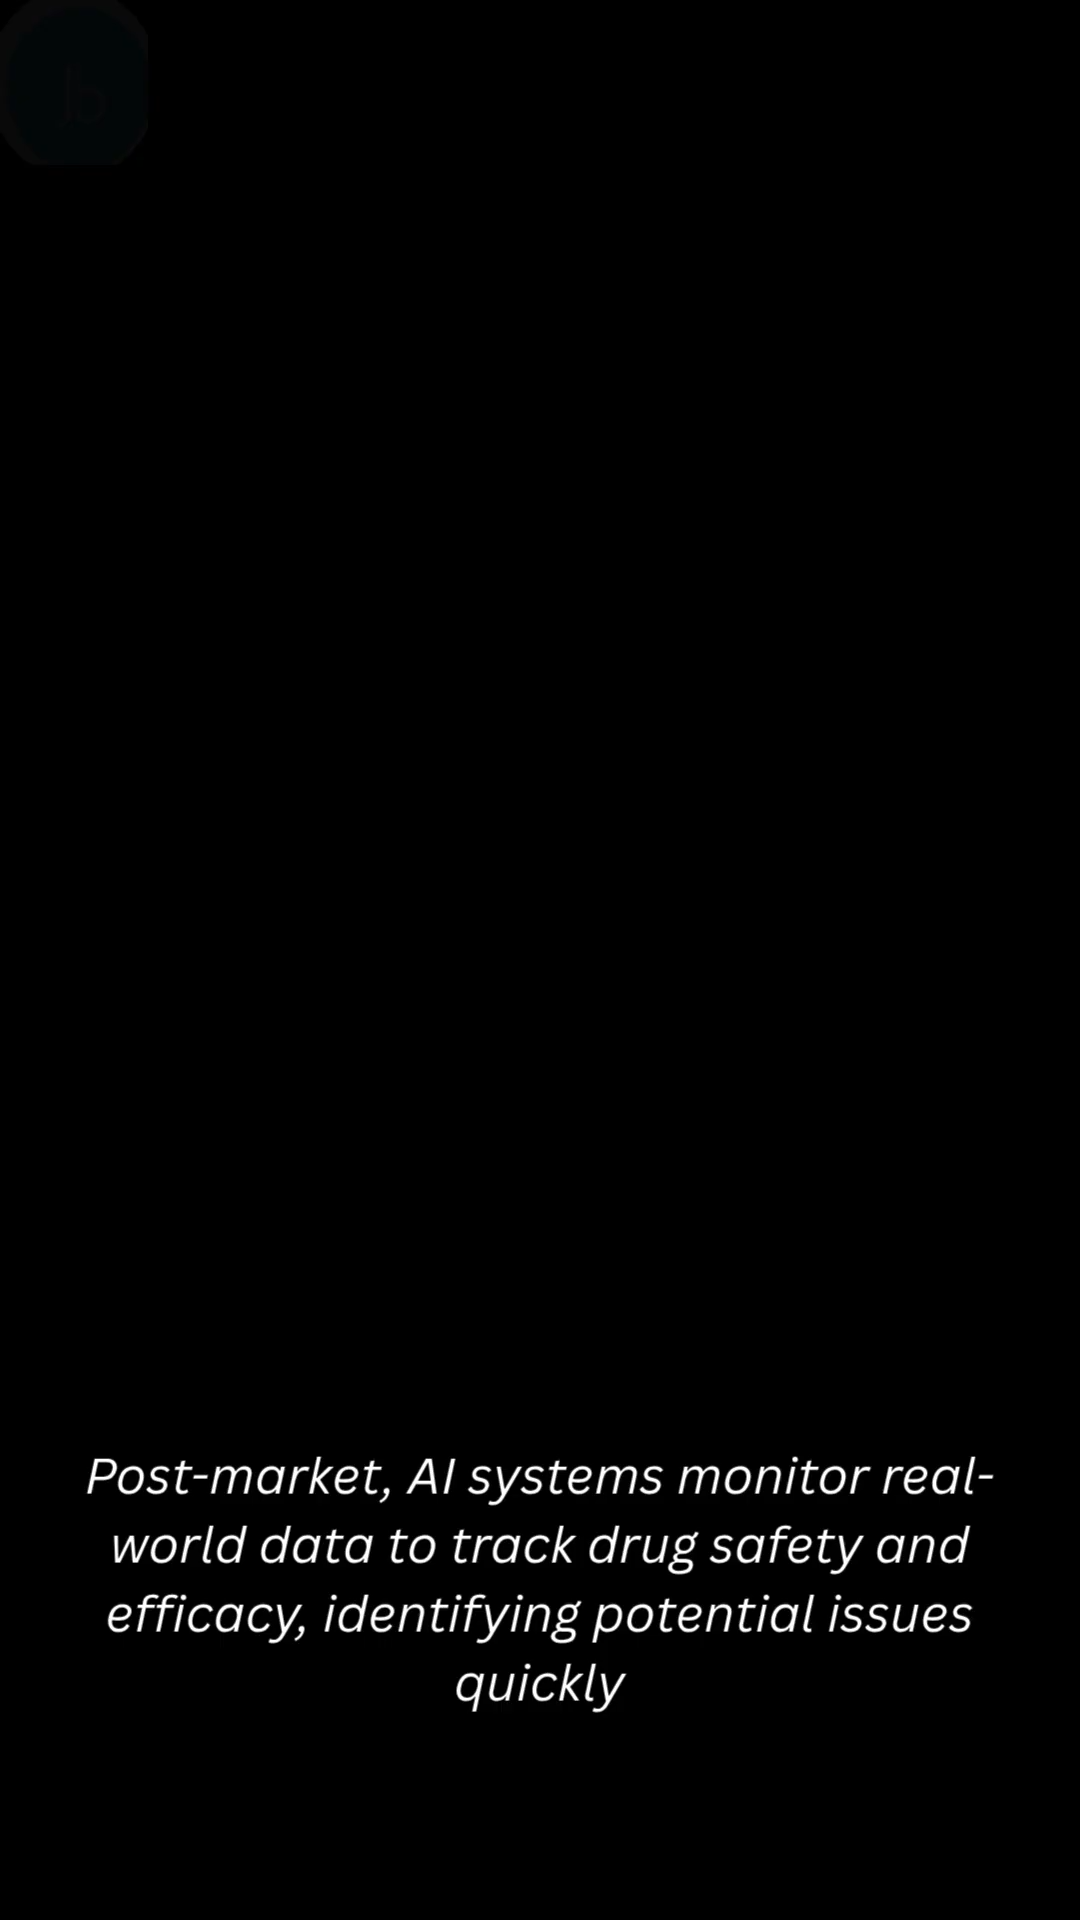 b
Post-market, AI systems monitor real-
world data to track drug safety and
efficacy, identifying potential issues
quickly